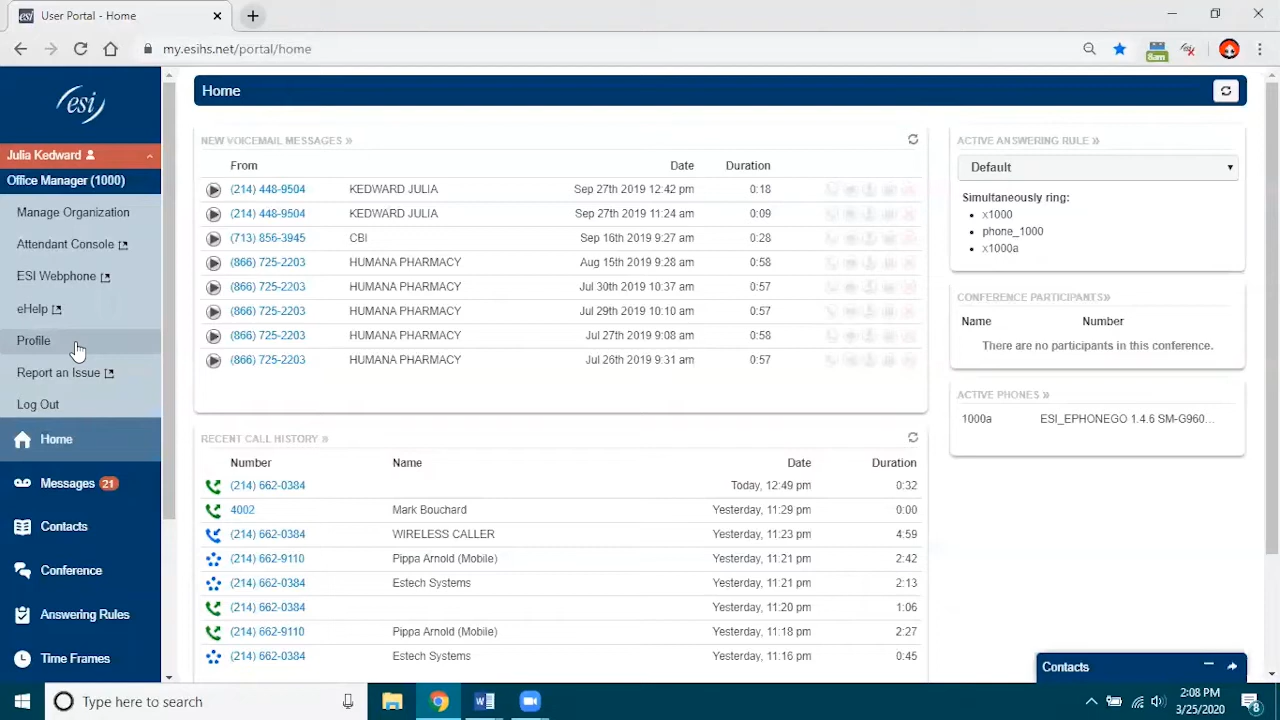 esi User Portal - Home
my.esihs.net/portal/home
8am
esi
Julia Kedward
Office Manager (1000)
Manage Organization
Attendant Console
ESI Webphone
eHelp
Profile
Report an Issue
Log Out
Home
Messages 21
Contacts
Conference
Answering Rules
Time Frames
Home
NEW VOICEMAIL MESSAGES »
From Date Duration
(214) 448-9504 KEDWARD JULIA Sep 27th 2019 12:42 pm 0:18
(214) 448-9504 KEDWARD JULIA Sep 27th 2019 11:24 am 0:09
(713) 856-3945 CBI Sep 16th 2019 9:27 am 0:28
(866) 725-2203 HUMANA PHARMACY Aug 15th 2019 9:28 am 0:58
(866) 725-2203 HUMANA PHARMACY Jul 30th 2019 10:37 am 0:57
(866) 725-2203 HUMANA PHARMACY Jul 29th 2019 10:10 am 0:57
(866) 725-2203 HUMANA PHARMACY Jul 27th 2019 9:08 am 0:58
(866) 725-2203 HUMANA PHARMACY Jul 26th 2019 9:31 am 0:57
RECENT CALL HISTORY »
Number Name Date Duration
(214) 662-0384 Today, 12:49 pm 0:32
4002 Mark Bouchard Yesterday, 11:29 pm 0:00
(214) 662-0384 WIRELESS CALLER Yesterday, 11:23 pm 4:59
(214) 662-9110 Pippa Arnold (Mobile) Yesterday, 11:21 pm 2:42
(214) 662-0384 Estech Systems Yesterday, 11:21 pm 2:13
(214) 662-0384 Yesterday, 11:20 pm 1:06
(214) 662-9110 Pippa Arnold (Mobile) Yesterday, 11:18 pm 2:27
(214) 662-0384 Estech Systems Yesterday, 11:16 pm 0:45
ACTIVE ANSWERING RULE »
Default
Simultaneously ring:
x1000
phone_1000
x1000a
CONFERENCE PARTICIPANTS»
Name Number
There are no participants in this conference.
ACTIVE PHONES »
1000a ESI_EPHONEGO 1.4.6 SM-G960...
Contacts
Type here to search
2:08 PM
3/25/2020
8